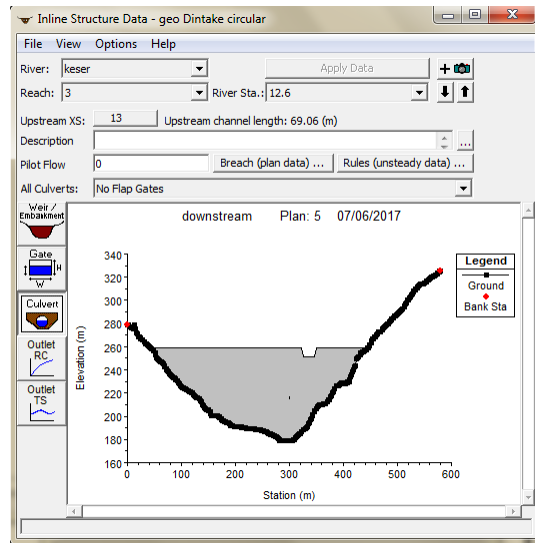 Inline Structure Data - geo Dintake circular
File View Options Help
River: keser Apply Data
Reach: 3 River Sta.: 12.6
Upstream XS: 13 Upstream channel length: 69.06 (m)
Description ...
Pilot Flow 0 Breach (plan data) ... Rules (unsteady data) ...
All Culverts: No Flap Gates
Weir / Embankment
Gate
H
W
Culvert
Outlet RC
Outlet TS
downstream Plan: 5 07/06/2017
340
320
300
280
260
240
220
200
180
160
Elevation (m)
0 100 200 300 400 500 600
Station (m)
Legend
Ground
Bank Sta